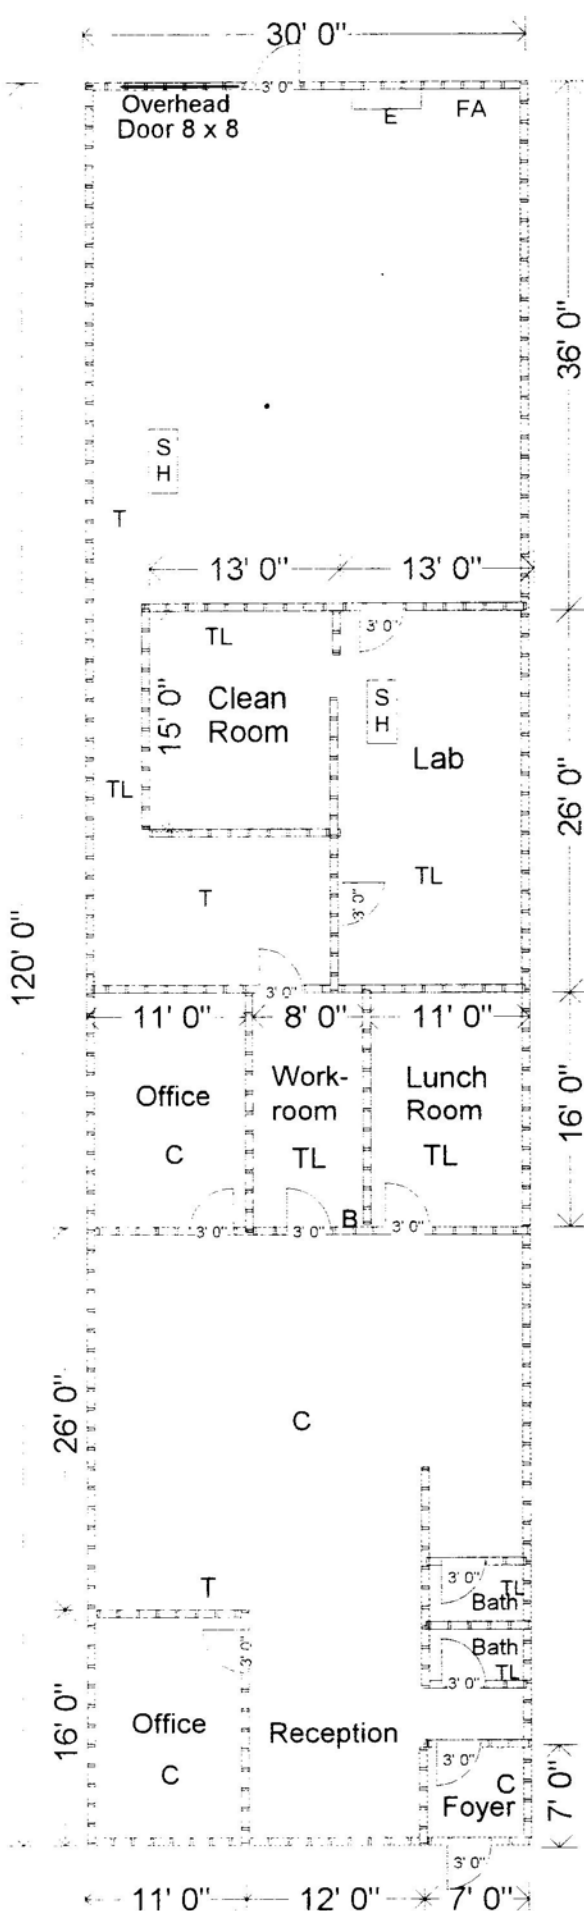 30' 0"
3' 0"
Overhead
Door 8 x 8
E
FA
36' 0"
S
H
T
13' 0"
13' 0"
3' 0"
TL
15' 0"
Clean
Room
S
H
Lab
TL
26' 0"
TL
T
3' 0"
120' 0"
3' 0"
11' 0"
8' 0"
11' 0"
Office
C
Work-
room
TL
Lunch
Room
TL
16' 0"
B
3' 0"
3' 0"
3' 0"
26' 0"
C
3' 0"
TL
Bath
T
Bath
TL
3' 0"
3' 0"
16' 0"
Office
C
Reception
3' 0"
C
Foyer
7' 0"
3' 0"
11' 0"
12' 0"
7' 0"